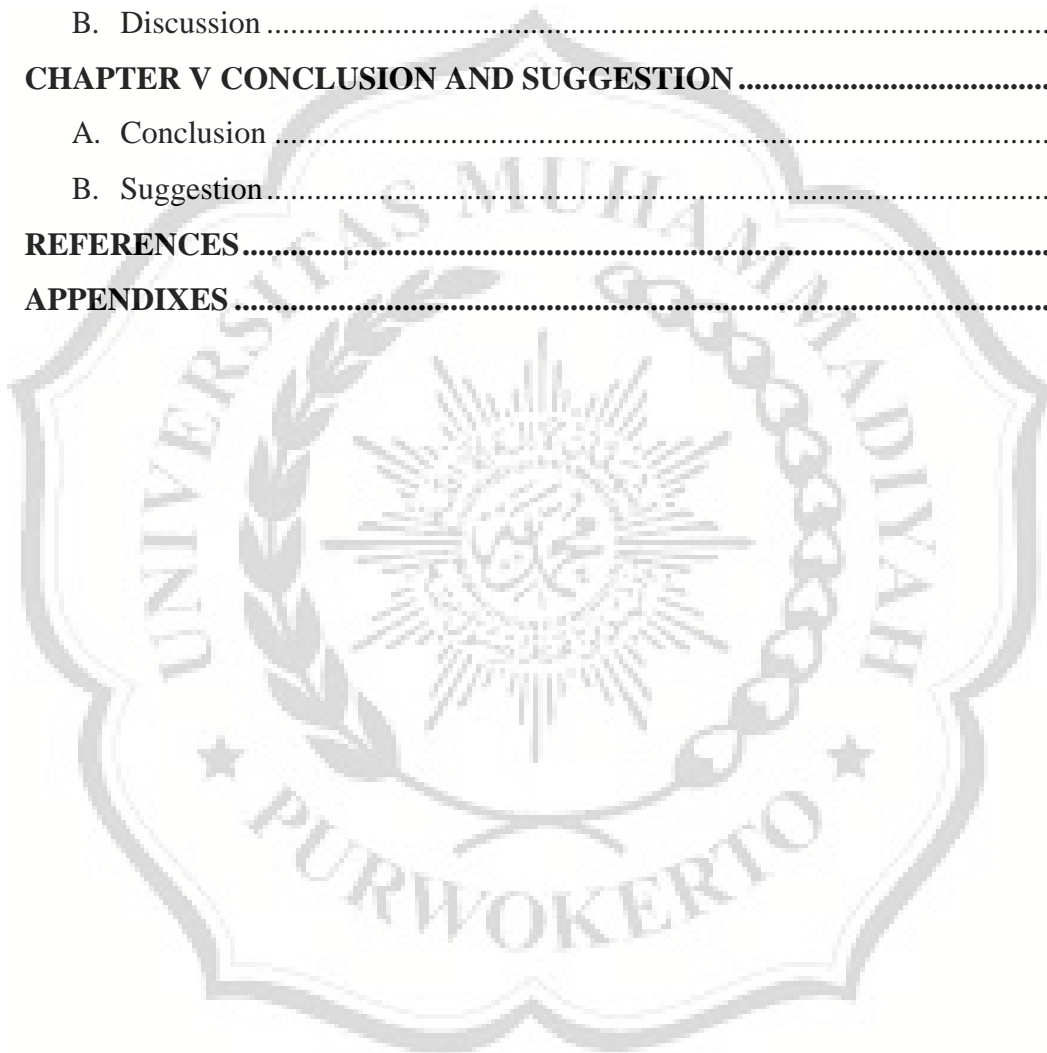 B. Discussion ................................................................................................
CHAPTER V CONCLUSION AND SUGGESTION .......................................
A. Conclusion ...............................................................................................
B. Suggestion................................................................................................
REFERENCES ..................................................................................................
APPENDIXES ...................................................................................................
UNIVERSITAS MUHAMMADIYAH
PURWOKERTO